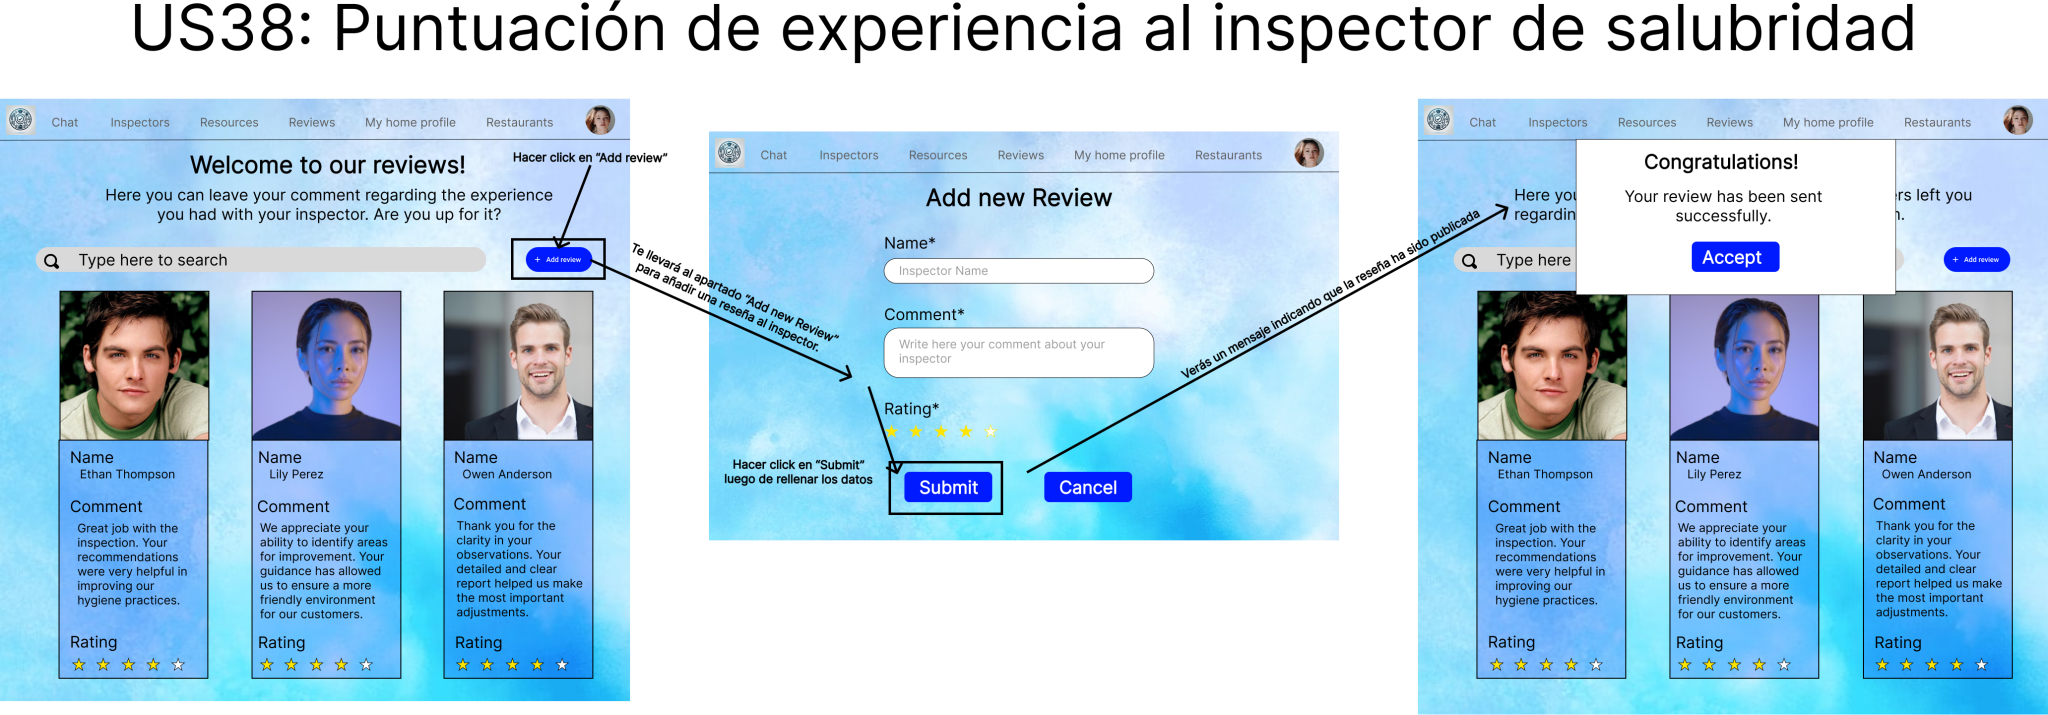 US38: Puntuación de experiencia al inspector de salubridad
Chat Inspectors Resources Reviews My home profile Restaurants
Welcome to our reviews!
Hacer click en “Add review”
Here you can leave your comment regarding the experience
you had with your inspector. Are you up for it?
Type here to search
+ Add review
Name
Ethan Thompson
Comment
Great job with the
inspection. Your
recommendations
were very helpful in
improving our
hygiene practices.
Rating
Name
Lily Perez
Comment
We appreciate your
ability to identify areas
for improvement. Your
guidance has allowed
us to ensure a more
friendly environment
for our customers.
Rating
Name
Owen Anderson
Comment
Thank you for the
clarity in your
observations. Your
detailed and clear
report helped us make
the most important
adjustments.
Rating
Te llevará al apartado “Add new Review”
para añadir una reseña al inspector.
Chat Inspectors Resources Reviews My home profile Restaurants
Add new Review
Name*
Inspector Name
Comment*
Write here your comment about your
inspector
Rating*
Hacer click en “Submit”
luego de rellenar los datos
Submit
Cancel
Verás un mensaje indicando que la reseña ha sido publicada
Chat Inspectors Resources Reviews My home profile Restaurants
Congratulations!
Your review has been sent
successfully.
Accept
Here you
rs left you
regardin
n.
Type here
+ Add review
Name
Ethan Thompson
Comment
Great job with the
inspection. Your
recommendations
were very helpful in
improving our
hygiene practices.
Rating
Name
Lily Perez
Comment
We appreciate your
ability to identify areas
for improvement. Your
guidance has allowed
us to ensure a more
friendly environment
for our customers.
Rating
Name
Owen Anderson
Comment
Thank you for the
clarity in your
observations. Your
detailed and clear
report helped us make
the most important
adjustments.
Rating